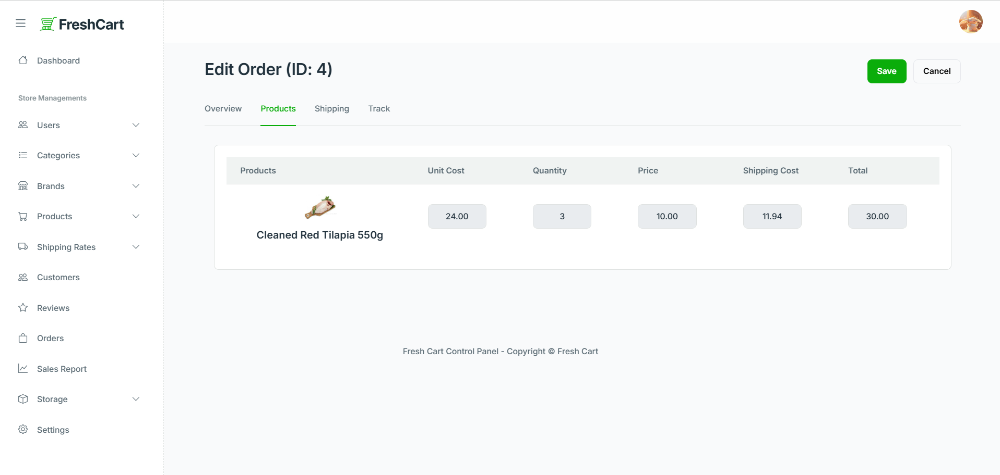 FreshCart
Dashboard
Store Managements
Users
Categories
Brands
Products
Shipping Rates
Customers
Reviews
Orders
Sales Report
Storage
Settings
Edit Order (ID: 4)
Save Cancel
Overview Products Shipping Track
Products Unit Cost Quantity Price Shipping Cost Total
24.00 3 10.00 11.94 30.00
Cleaned Red Tilapia 550g
Fresh Cart Control Panel - Copyright © Fresh Cart